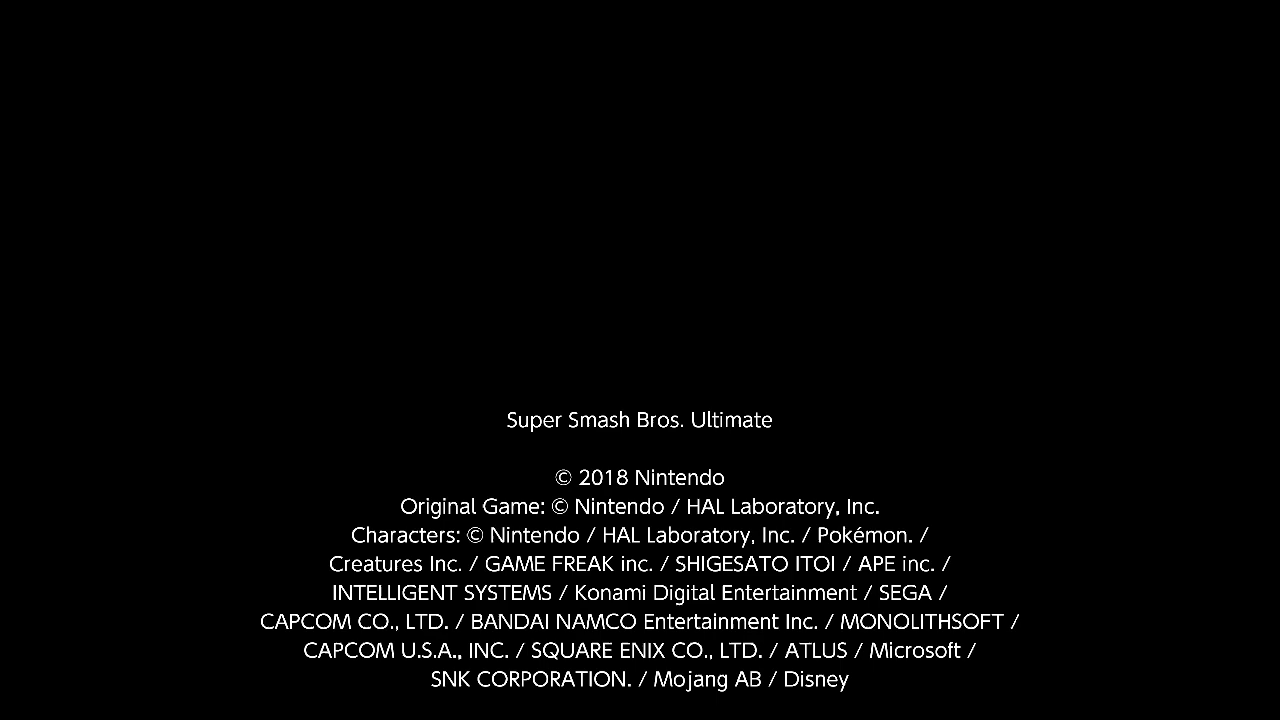 Super Smash Bros. Ultimate
© 2018 Nintendo
Original Game: © Nintendo / HAL Laboratory, Inc.
Characters: © Nintendo / HAL Laboratory, Inc. / Pokémon. /
Creatures Inc. / GAME FREAK inc. / SHIGESATO ITOI / APE inc. /
INTELLIGENT SYSTEMS / Konami Digital Entertainment / SEGA /
CAPCOM CO., LTD. / BANDAI NAMCO Entertainment Inc. / MONOLITHSOFT /
CAPCOM U.S.A., INC. / SQUARE ENIX CO., LTD. / ATLUS / Microsoft /
SNK CORPORATION. / Mojang AB / Disney